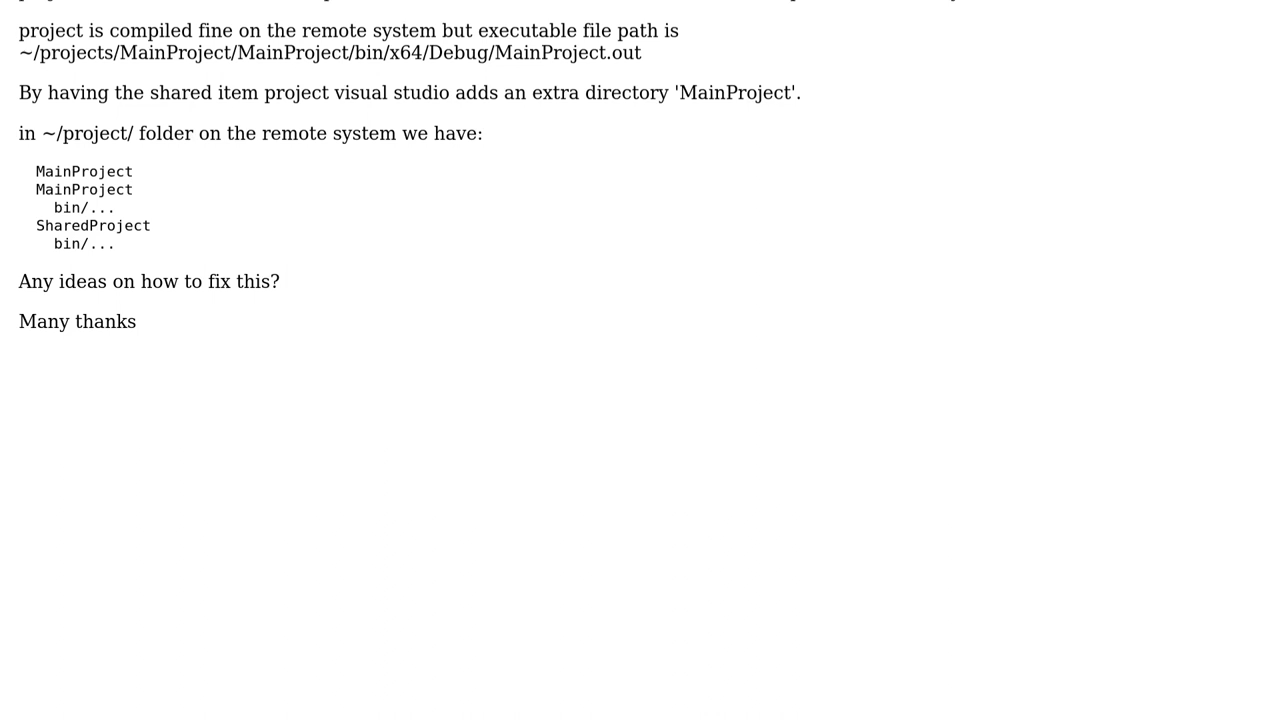 project is compiled fine on the remote system but executable file path is
~/projects/MainProject/MainProject/bin/x64/Debug/MainProject.out
By having the shared item project visual studio adds an extra directory 'MainProject'.
in ~/project/ folder on the remote system we have:
MainProject
MainProject
bin/...
SharedProject
bin/...
Any ideas on how to fix this?
Many thanks